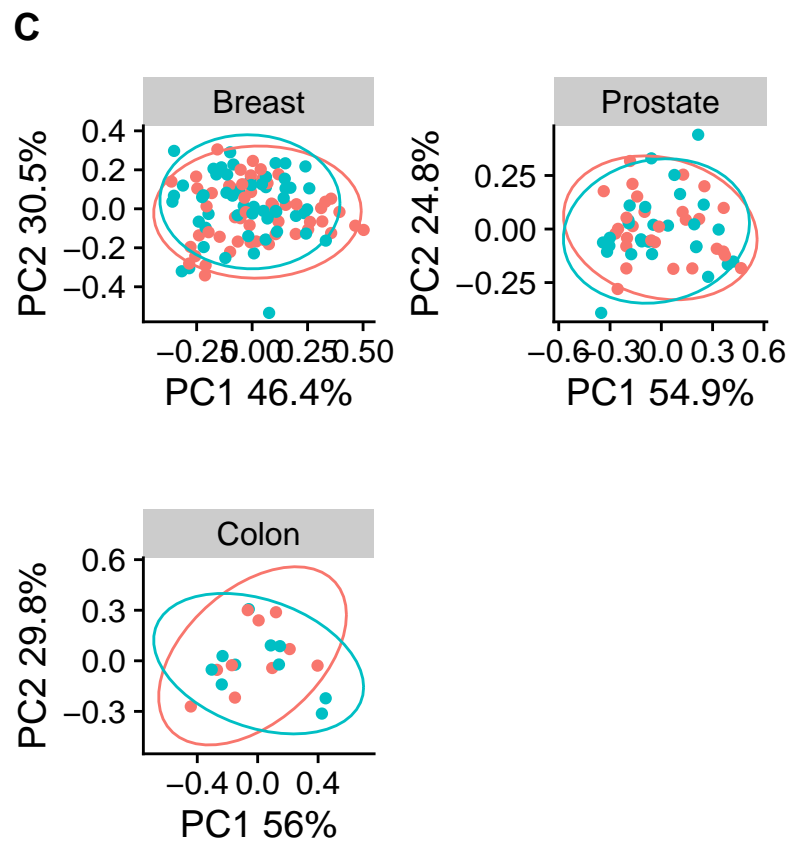 C
Breast
PC2 30.5%
0.4
0.2
0.0
−0.2
−0.4
−0.25 0.00 0.25 0.50
PC1 46.4%
Prostate
PC2 24.8%
0.25
0.00
−0.25
−0.6 −0.3 0.0 0.3 0.6
PC1 54.9%
Colon
PC2 29.8%
0.6
0.3
0.0
−0.3
−0.4 0.0 0.4
PC1 56%